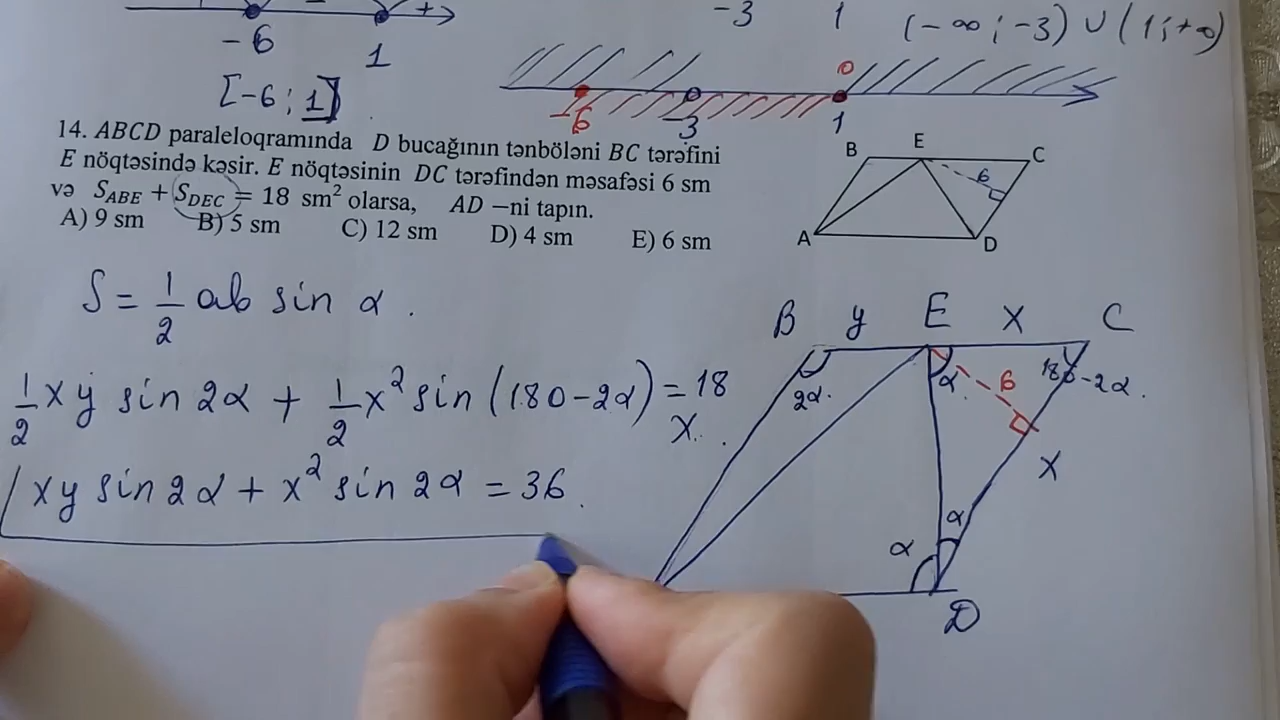 -6
1
[-6 ; 1]
-3 1 (-∞ ; -3) ∪ (1 ; +∞)
0
-6 -3 1
14. ABCD paraleloqramında D bucağının tənböləni BC tərəfini
E nöqtəsində kəsir. E nöqtəsinin DC tərəfindən məsafəsi 6 sm
və S_ABE + S_DEC = 18 sm² olarsa, AD –ni tapın.
A) 9 sm B) 5 sm C) 12 sm D) 4 sm E) 6 sm
B E C
6
A D
S = 1/2 ab sin α .
1/2 xy sin 2α + 1/2 x² sin (180-2α) = 18
xy sin 2α + x² sin 2α = 36 .
B y E x C
2α . α 6 180-2α .
x
x
α α
D